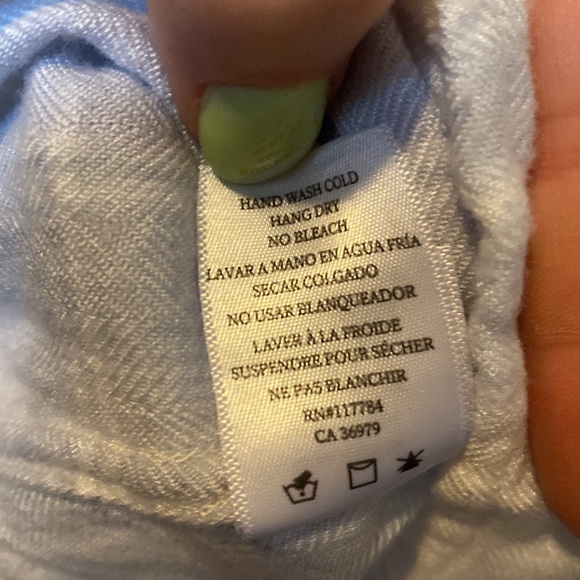 HAND WASH COLD
HANG DRY
NO BLEACH
LAVAR A MANO EN AGUA FRÍA
SECAR COLGADO
NO USAR BLANQUEADOR
LAVER À LA FROIDE
SUSPENDRE POUR SÉCHER
NE PAS BLANCHIR
RN#117784
CA 36979